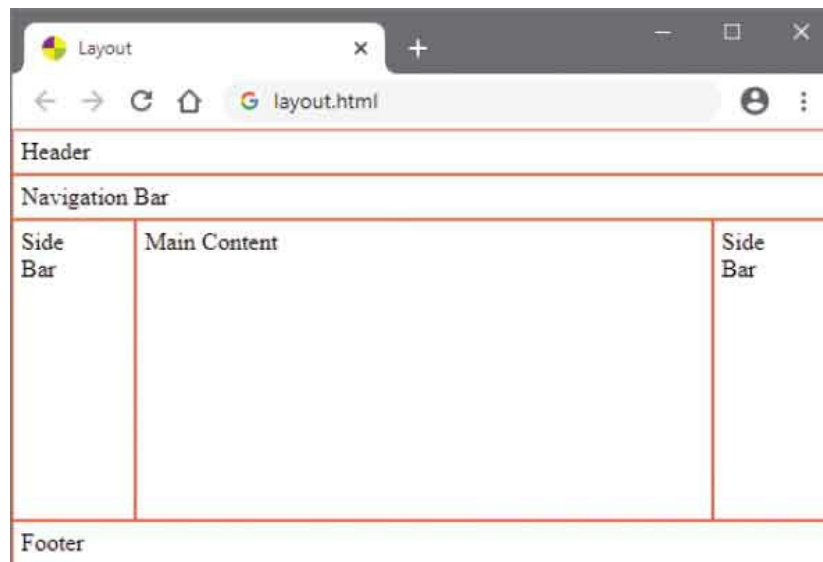 Layout
layout.html
Header
Navigation Bar
Side
Bar
Main Content
Side
Bar
Footer